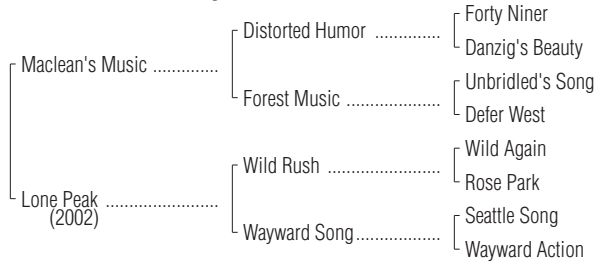 Forty Niner
Distorted Humor ..............
Danzig's Beauty
Maclean's Music ..............
Unbridled's Song
Forest Music ....................
Defer West
Wild Again
Wild Rush ........................
Rose Park
Lone Peak ........................
(2002)
Seattle Song
Wayward Song..................
Wayward Action